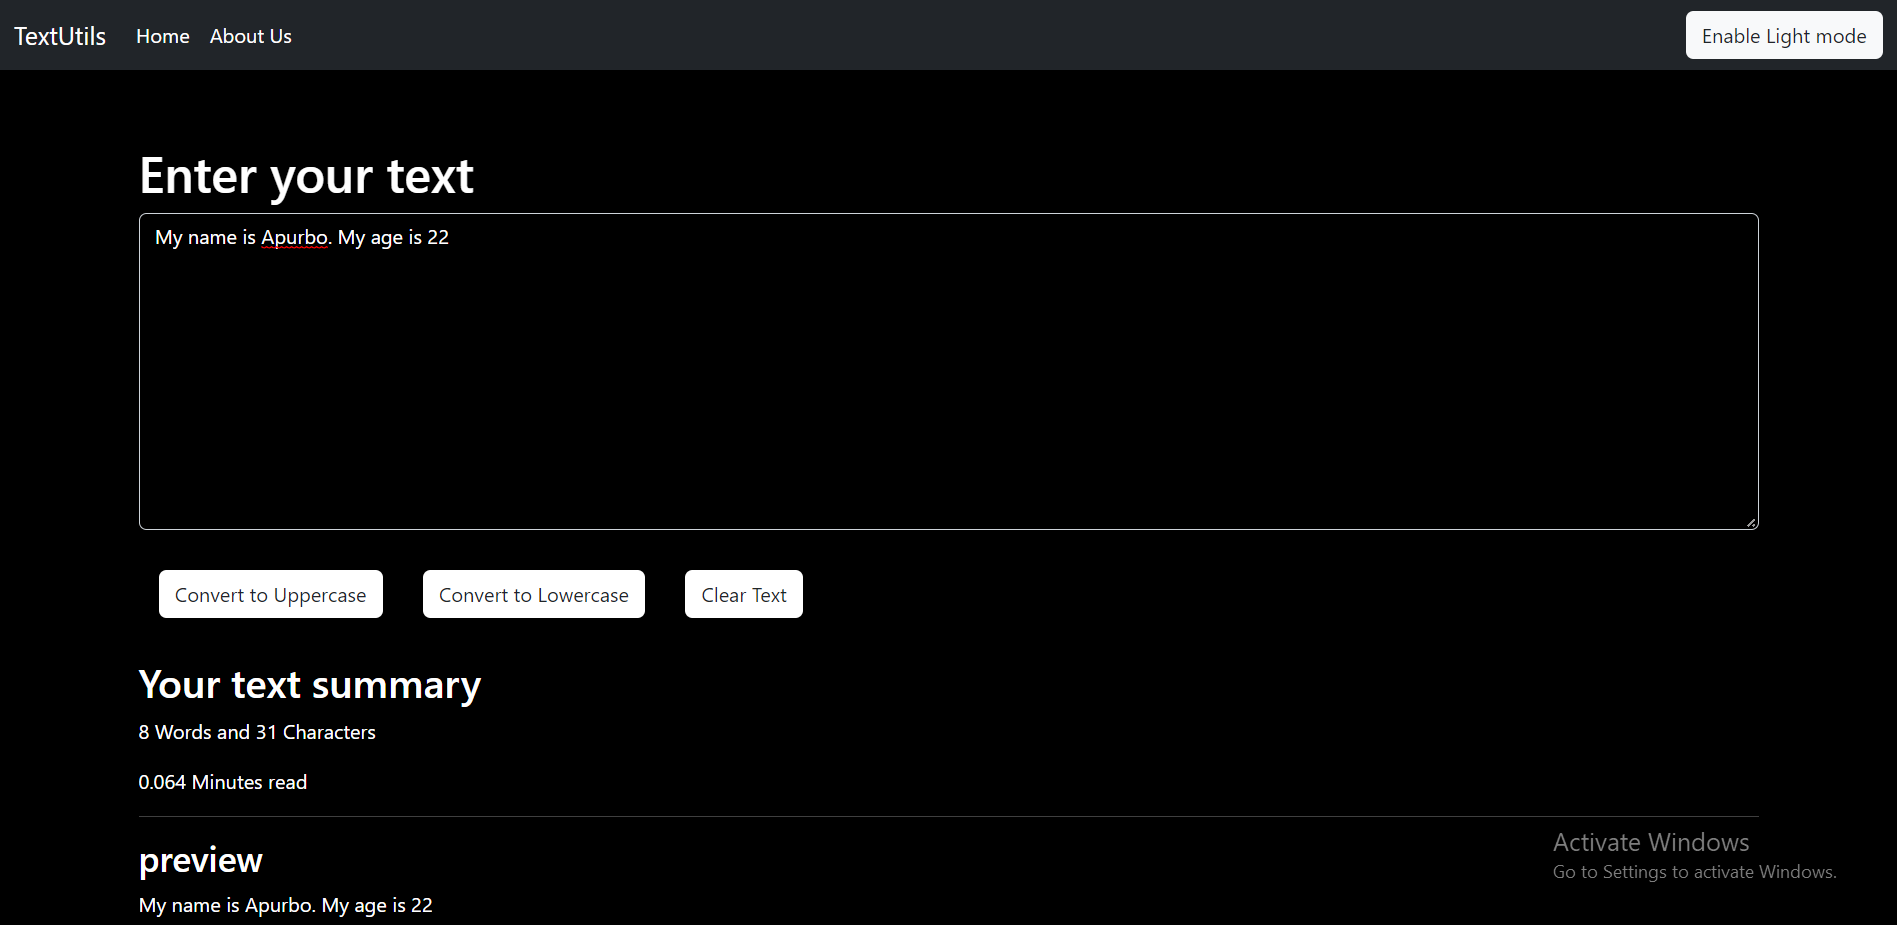 TextUtils Home About Us Enable Light mode
Enter your text
My name is Apurbo. My age is 22
Convert to Uppercase Convert to Lowercase Clear Text
Your text summary
8 Words and 31 Characters
0.064 Minutes read
preview
My name is Apurbo. My age is 22
Activate Windows
Go to Settings to activate Windows.